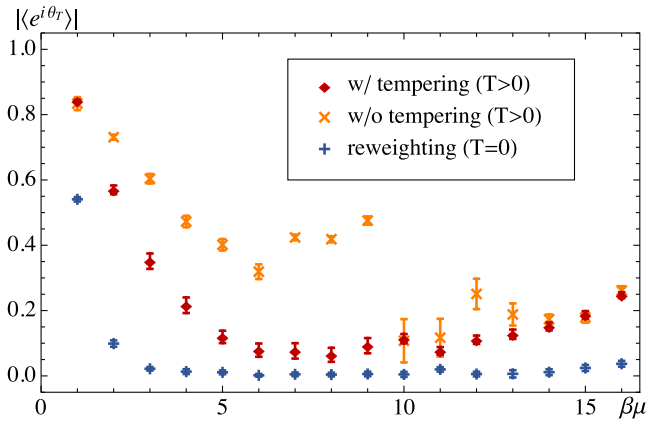 |⟨e^{iθ_T}⟩|
1.0
0.8
0.6
0.4
0.2
0.0
w/ tempering (T>0)
w/o tempering (T>0)
reweighting (T=0)
0 5 10 15 βμ